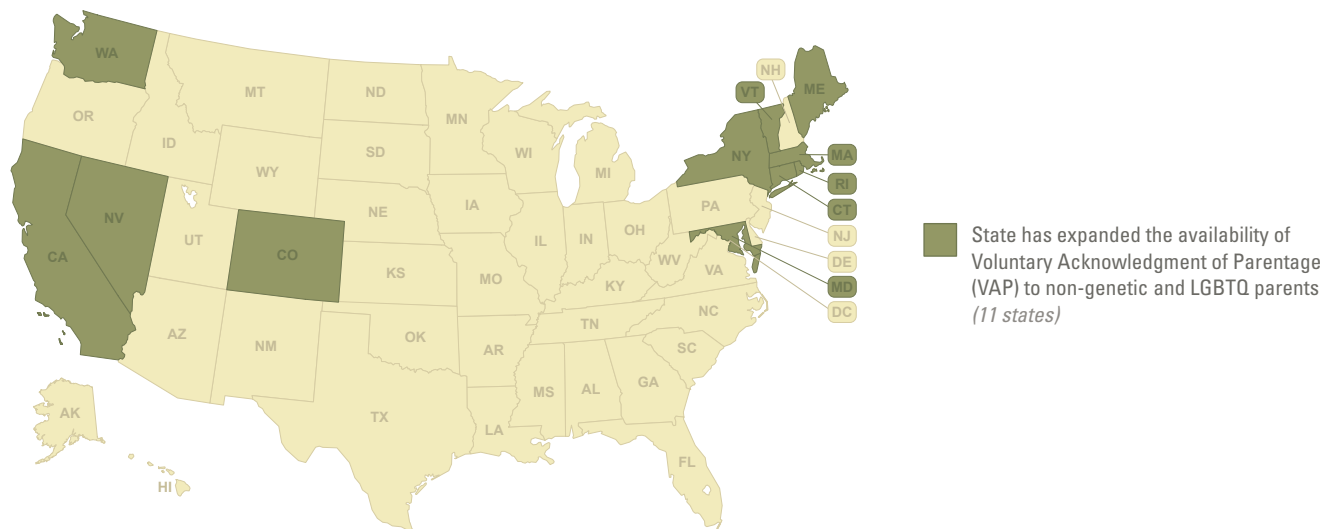 WA
MT
ND
MN
NH
VT
ME
OR
ID
SD
WI
MI
NY
MA
WY
RI
CT
NV
NE
IA
PA
NJ
UT
CO
IL
IN
OH
DE
CA
KS
MO
WV
VA
MD
KY
DC
AZ
NM
OK
TN
NC
AR
SC
MS
AL
GA
TX
LA
AK
FL
HI
State has expanded the availability of
Voluntary Acknowledgment of Parentage
(VAP) to non-genetic and LGBTQ parents
(11 states)